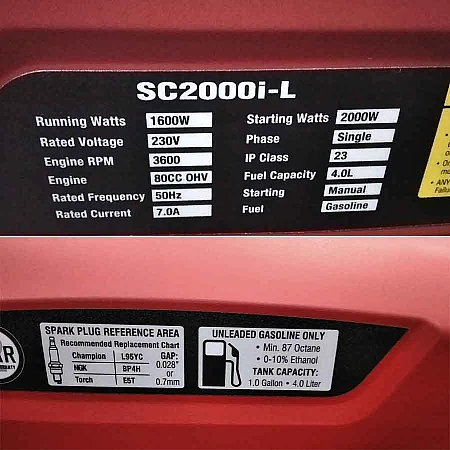 SC2000i-L
Running Watts 1600W
Rated Voltage 230V
Engine RPM 3600
Engine 80CC OHV
Rated Frequency 50Hz
Rated Current 7.0A
Starting Watts 2000W
Phase Single
IP Class 23
Fuel Capacity 4.0L
Starting Manual
Fuel Gasoline
SPARK PLUG REFERENCE AREA
Recommended Replacement Chart
Champion L95YC GAP:
NGK BP4H 0.028"
or
Torch E5T 0.7mm
UNLEADED GASOLINE ONLY
• Min. 87 Octane
• 0-10% Ethanol
TANK CAPACITY:
1.0 Gallon • 4.0 Liter